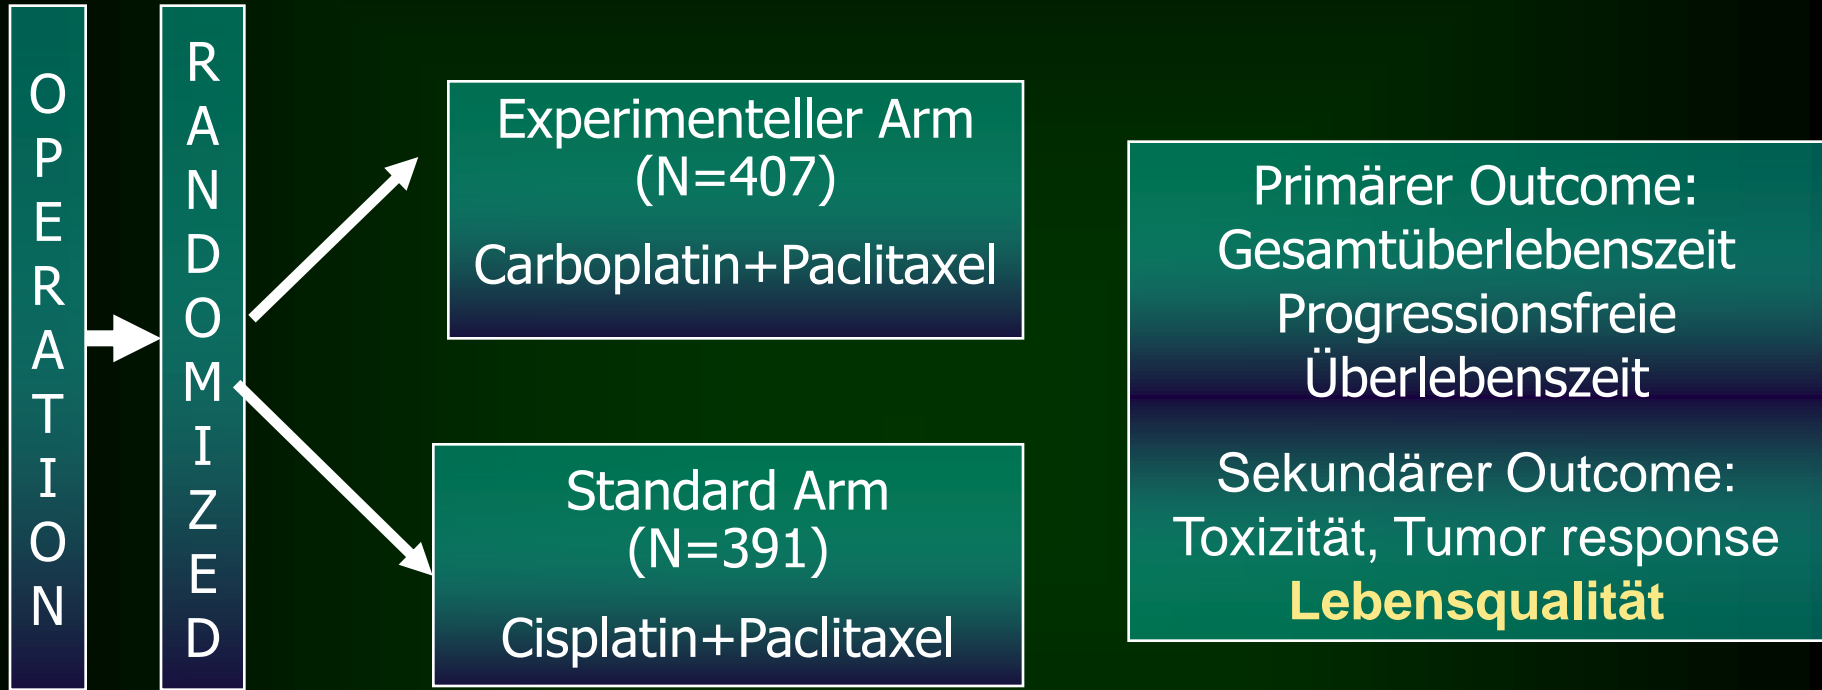 OPERATION
RANDOMIZED
Experimenteller Arm
(N=407)
Carboplatin+Paclitaxel
Standard Arm
(N=391)
Cisplatin+Paclitaxel
Primärer Outcome:
Gesamtüberlebenszeit
Progressionsfreie
Überlebenszeit
Sekundärer Outcome:
Toxizität, Tumor response
Lebensqualität